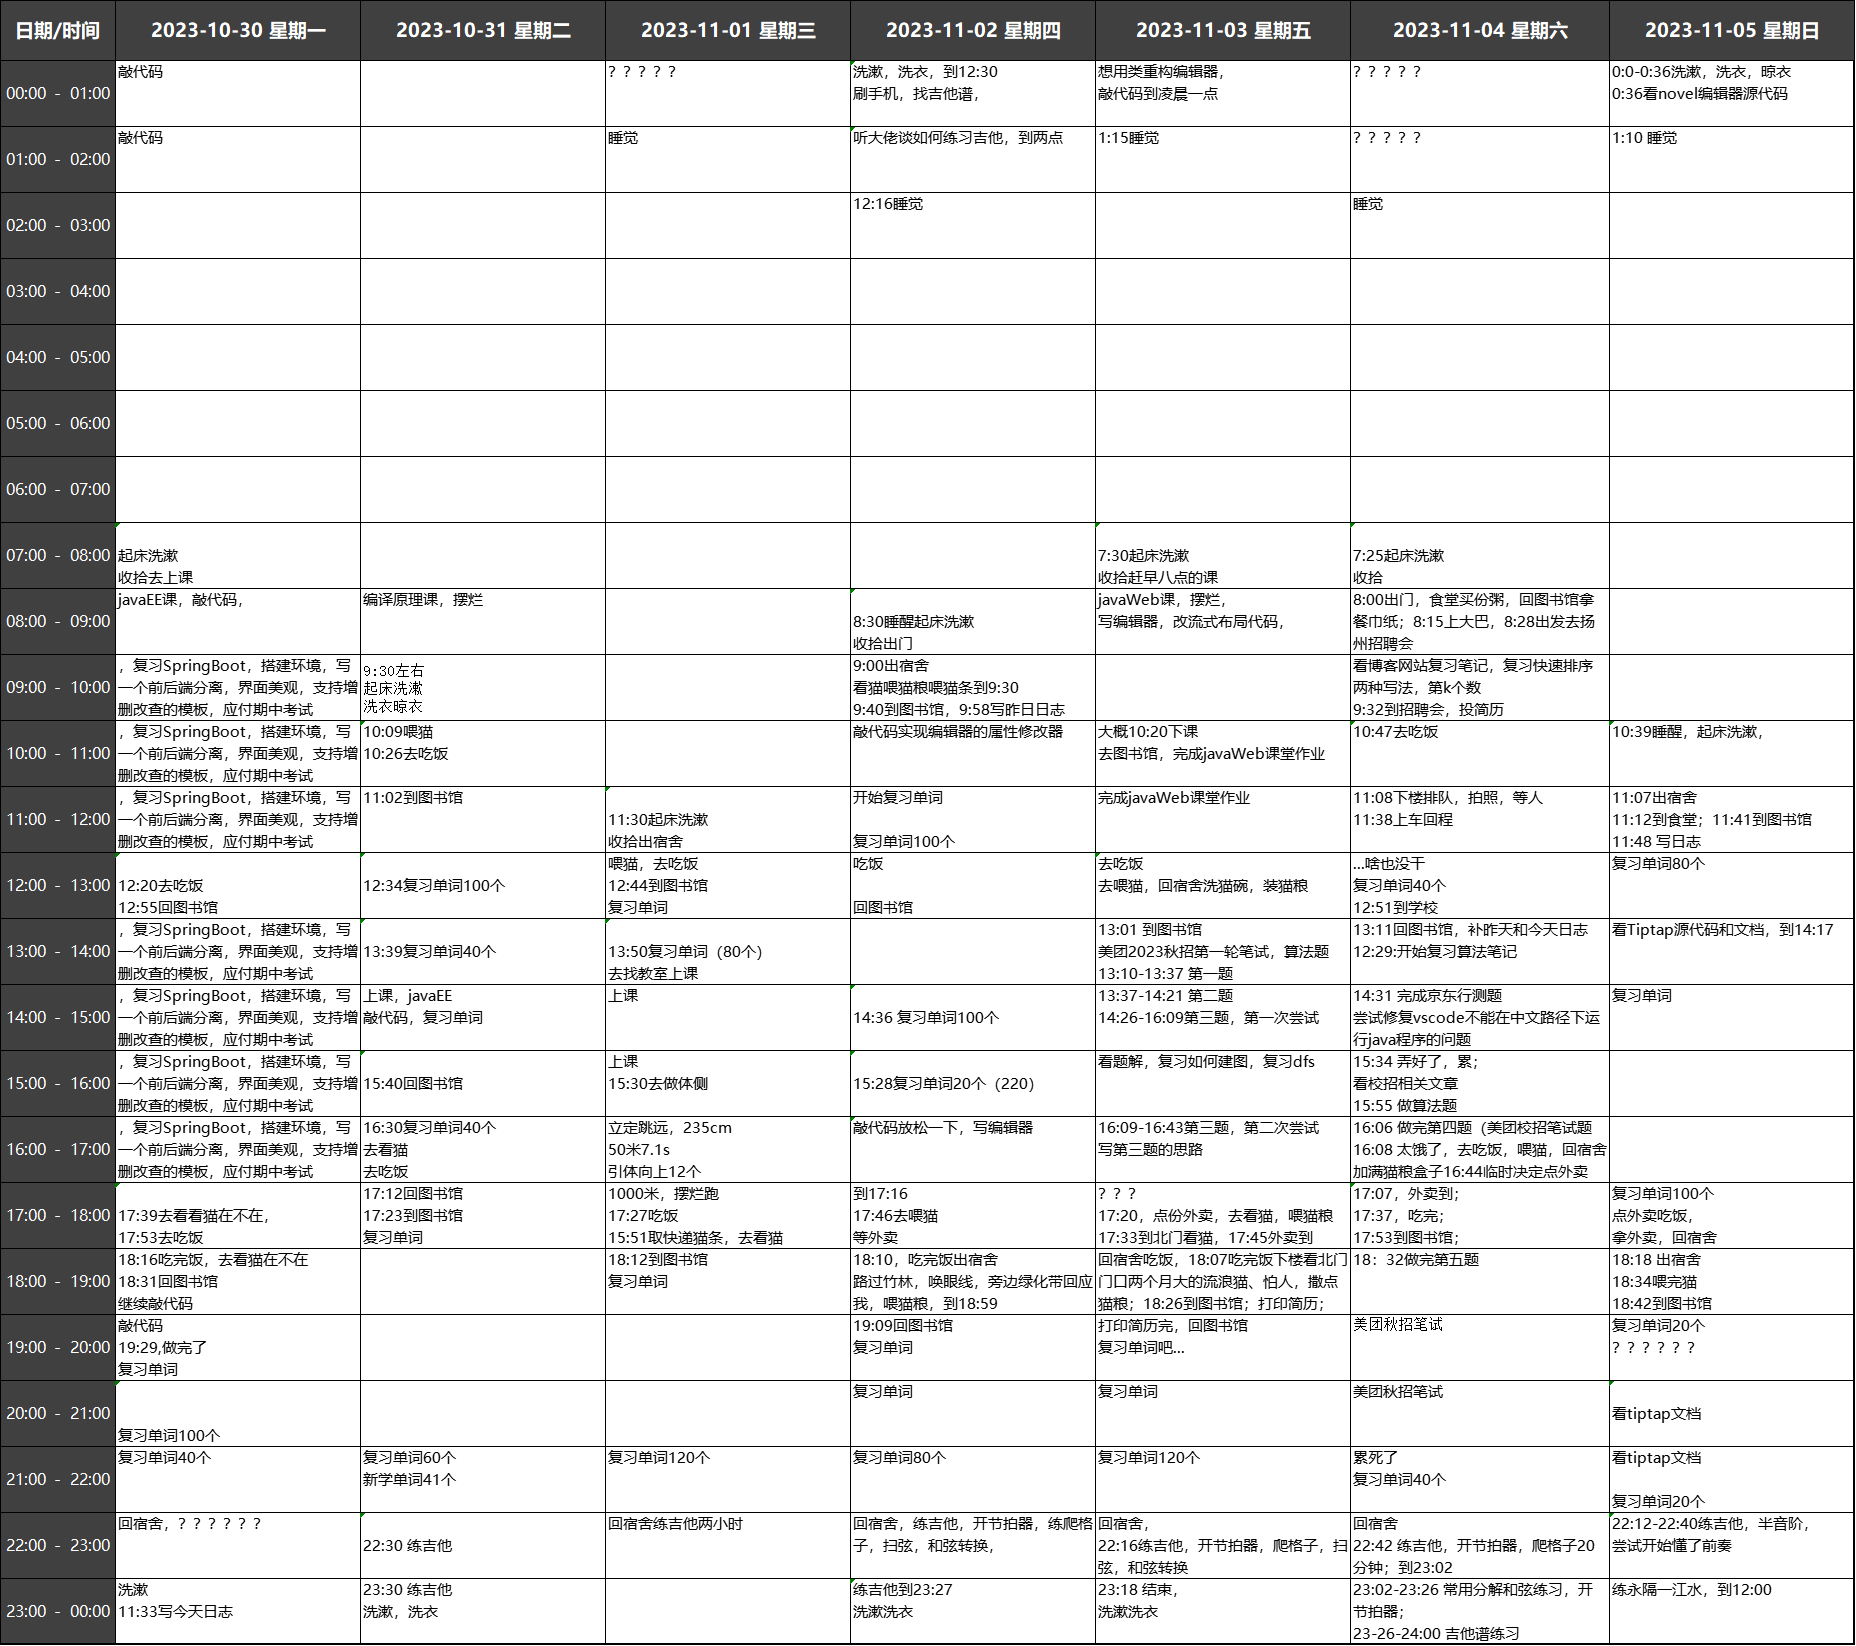 日期/时间 2023-10-30 星期一 2023-10-31 星期二 2023-11-01 星期三 2023-11-02 星期四 2023-11-03 星期五 2023-11-04 星期六 2023-11-05 星期日
00:00 - 01:00
敲代码
？？？？？
洗漱，洗衣，到12:30
刷手机，找吉他谱，
想用类重构编辑器，
敲代码到凌晨一点
？？？？？
0:0-0:36洗漱，洗衣，晾衣
0:36看novel编辑器源代码
01:00 - 02:00
敲代码
睡觉
听大佬谈如何练习吉他，到两点
1:15睡觉
？？？？？
1:10 睡觉
02:00 - 03:00
12:16睡觉
睡觉
03:00 - 04:00
04:00 - 05:00
05:00 - 06:00
06:00 - 07:00
07:00 - 08:00
起床洗漱
收拾去上课
7:30起床洗漱
收拾赶早八点的课
7:25起床洗漱
收拾
08:00 - 09:00
javaEE课，敲代码，
编译原理课，摆烂
8:30睡醒起床洗漱
收拾出门
javaWeb课，摆烂，
写编辑器，改流式布局代码，
8:00出门，食堂买份粥，回图书馆拿
餐巾纸；8:15上大巴，8:28出发去扬
州招聘会
09:00 - 10:00
，复习SpringBoot，搭建环境，写
一个前后端分离，界面美观，支持增
删改查的模板，应付期中考试
9:30左右
起床洗漱
洗衣晾衣
9:00出宿舍
看猫喂猫粮喂猫条到9:30
9:40到图书馆，9:58写昨日日志
看博客网站复习笔记，复习快速排序
两种写法，第k个数
9:32到招聘会，投简历
10:00 - 11:00
，复习SpringBoot，搭建环境，写
一个前后端分离，界面美观，支持增
删改查的模板，应付期中考试
10:09喂猫
10:26去吃饭
敲代码实现编辑器的属性修改器
大概10:20下课
去图书馆，完成javaWeb课堂作业
10:47去吃饭
10:39睡醒，起床洗漱，
11:00 - 12:00
，复习SpringBoot，搭建环境，写
一个前后端分离，界面美观，支持增
删改查的模板，应付期中考试
11:02到图书馆
11:30起床洗漱
收拾出宿舍
开始复习单词
复习单词100个
完成javaWeb课堂作业
11:08下楼排队，拍照，等人
11:38上车回程
11:07出宿舍
11:12到食堂；11:41到图书馆
11:48 写日志
12:00 - 13:00
12:20去吃饭
12:55回图书馆
12:34复习单词100个
喂猫，去吃饭
12:44到图书馆
复习单词
吃饭
回图书馆
去吃饭
去喂猫，回宿舍洗猫碗，装猫粮
...啥也没干
复习单词40个
12:51到学校
复习单词80个
13:00 - 14:00
，复习SpringBoot，搭建环境，写
一个前后端分离，界面美观，支持增
删改查的模板，应付期中考试
13:39复习单词40个
13:50复习单词（80个）
去找教室上课
13:01 到图书馆
美团2023秋招第一轮笔试，算法题
13:10-13:37 第一题
13:11回图书馆，补昨天和今天日志
12:29:开始复习算法笔记
看Tiptap源代码和文档，到14:17
14:00 - 15:00
，复习SpringBoot，搭建环境，写
一个前后端分离，界面美观，支持增
删改查的模板，应付期中考试
上课，javaEE
敲代码，复习单词
上课
14:36 复习单词100个
13:37-14:21 第二题
14:26-16:09第三题，第一次尝试
14:31 完成京东行测题
尝试修复vscode不能在中文路径下运
行java程序的问题
复习单词
15:00 - 16:00
，复习SpringBoot，搭建环境，写
一个前后端分离，界面美观，支持增
删改查的模板，应付期中考试
15:40回图书馆
上课
15:30去做体侧
15:28复习单词20个（220）
看题解，复习如何建图，复习dfs
15:34 弄好了，累；
看校招相关文章
15:55 做算法题
16:00 - 17:00
，复习SpringBoot，搭建环境，写
一个前后端分离，界面美观，支持增
删改查的模板，应付期中考试
16:30复习单词40个
去看猫
去吃饭
立定跳远，235cm
50米7.1s
引体向上12个
敲代码放松一下，写编辑器
16:09-16:43第三题，第二次尝试
写第三题的思路
16:06 做完第四题（美团校招笔试题
16:08 太饿了，去吃饭，喂猫，回宿舍
加满猫粮盒子16:44临时决定点外卖
17:00 - 18:00
17:39去看看猫在不在，
17:53去吃饭
17:12回图书馆
17:23到图书馆
复习单词
1000米，摆烂跑
17:27吃饭
15:51取快递猫条，去看猫
到17:16
17:46去喂猫
等外卖
？？？
17:20，点份外卖，去看猫，喂猫粮
17:33到北门看猫，17:45外卖到
17:07，外卖到；
17:37，吃完；
17:53到图书馆；
复习单词100个
点外卖吃饭，
拿外卖，回宿舍
18:00 - 19:00
18:16吃完饭，去看猫在不在
18:31回图书馆
继续敲代码
18:12到图书馆
复习单词
18:10，吃完饭出宿舍
路过竹林，唤眼线，旁边绿化带回应
我，喂猫粮，到18:59
回宿舍吃饭，18:07吃完饭下楼看北门
门口两个月大的流浪猫、怕人，撒点
猫粮；18:26到图书馆；打印简历；
18：32做完第五题
18:18 出宿舍
18:34喂完猫
18:42到图书馆
19:00 - 20:00
敲代码
19:29,做完了
复习单词
19:09回图书馆
复习单词
打印简历完，回图书馆
复习单词吧...
美团秋招笔试
复习单词20个
？？？？？？
20:00 - 21:00
复习单词100个
复习单词
复习单词
美团秋招笔试
看tiptap文档
21:00 - 22:00
复习单词40个
复习单词60个
新学单词41个
复习单词120个
复习单词80个
复习单词120个
累死了
复习单词40个
看tiptap文档
复习单词20个
22:00 - 23:00
回宿舍，？？？？？？
22:30 练吉他
回宿舍练吉他两小时
回宿舍，练吉他，开节拍器，练爬格
子，扫弦，和弦转换，
回宿舍，
22:16练吉他，开节拍器，爬格子，扫
弦，和弦转换
回宿舍
22:42 练吉他，开节拍器，爬格子20
分钟；到23:02
22:12-22:40练吉他，半音阶，
尝试开始懂了前奏
23:00 - 00:00
洗漱
11:33写今天日志
23:30 练吉他
洗漱，洗衣
练吉他到23:27
洗漱洗衣
23:18 结束，
洗漱洗衣
23:02-23:26 常用分解和弦练习，开
节拍器；
23-26-24:00 吉他谱练习
练永隔一江水，到12:00